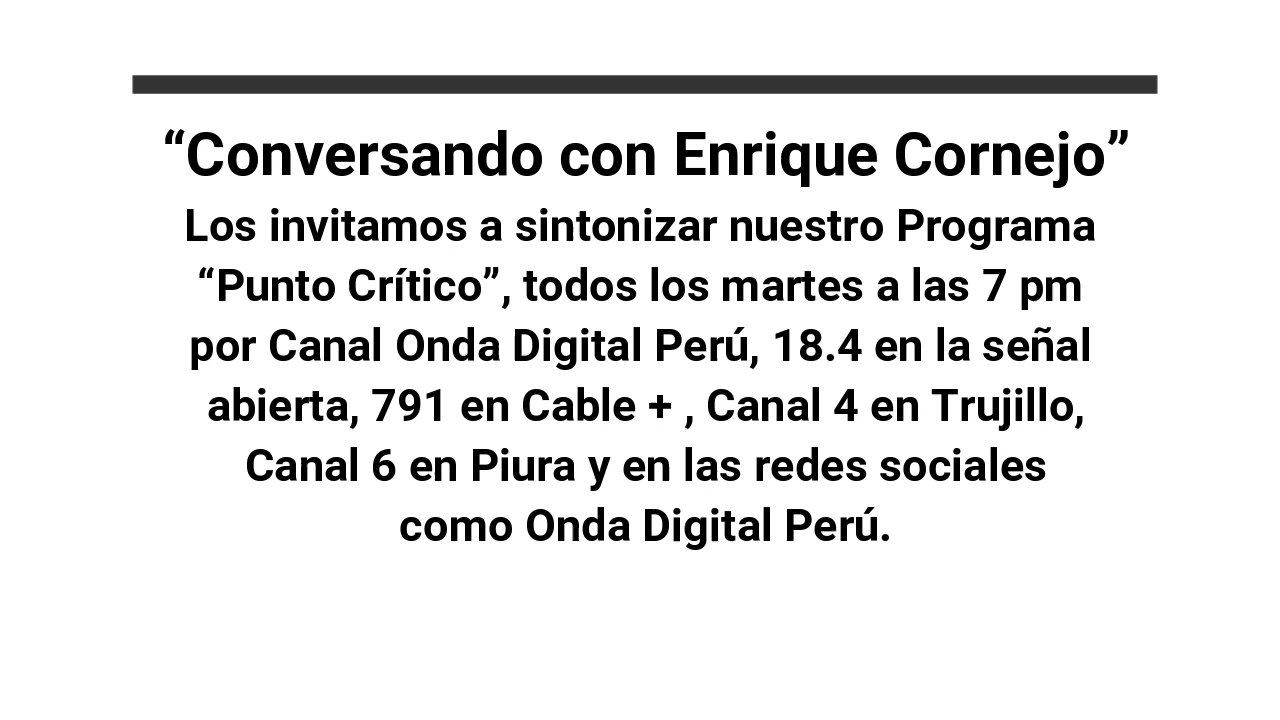 “Conversando con Enrique Cornejo”
Los invitamos a sintonizar nuestro Programa
“Punto Crítico”, todos los martes a las 7 pm
por Canal Onda Digital Perú, 18.4 en la señal
abierta, 791 en Cable + , Canal 4 en Trujillo,
Canal 6 en Piura y en las redes sociales
como Onda Digital Perú.